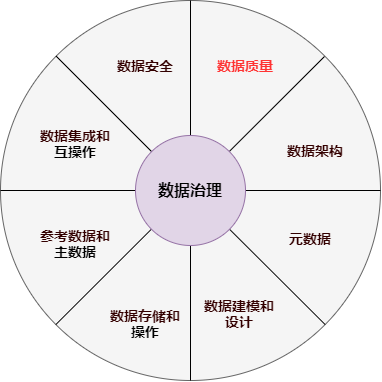 数据安全
数据质量
数据集成和
互操作
数据架构
数据治理
参考数据和
主数据
元数据
数据存储和
操作
数据建模和
设计